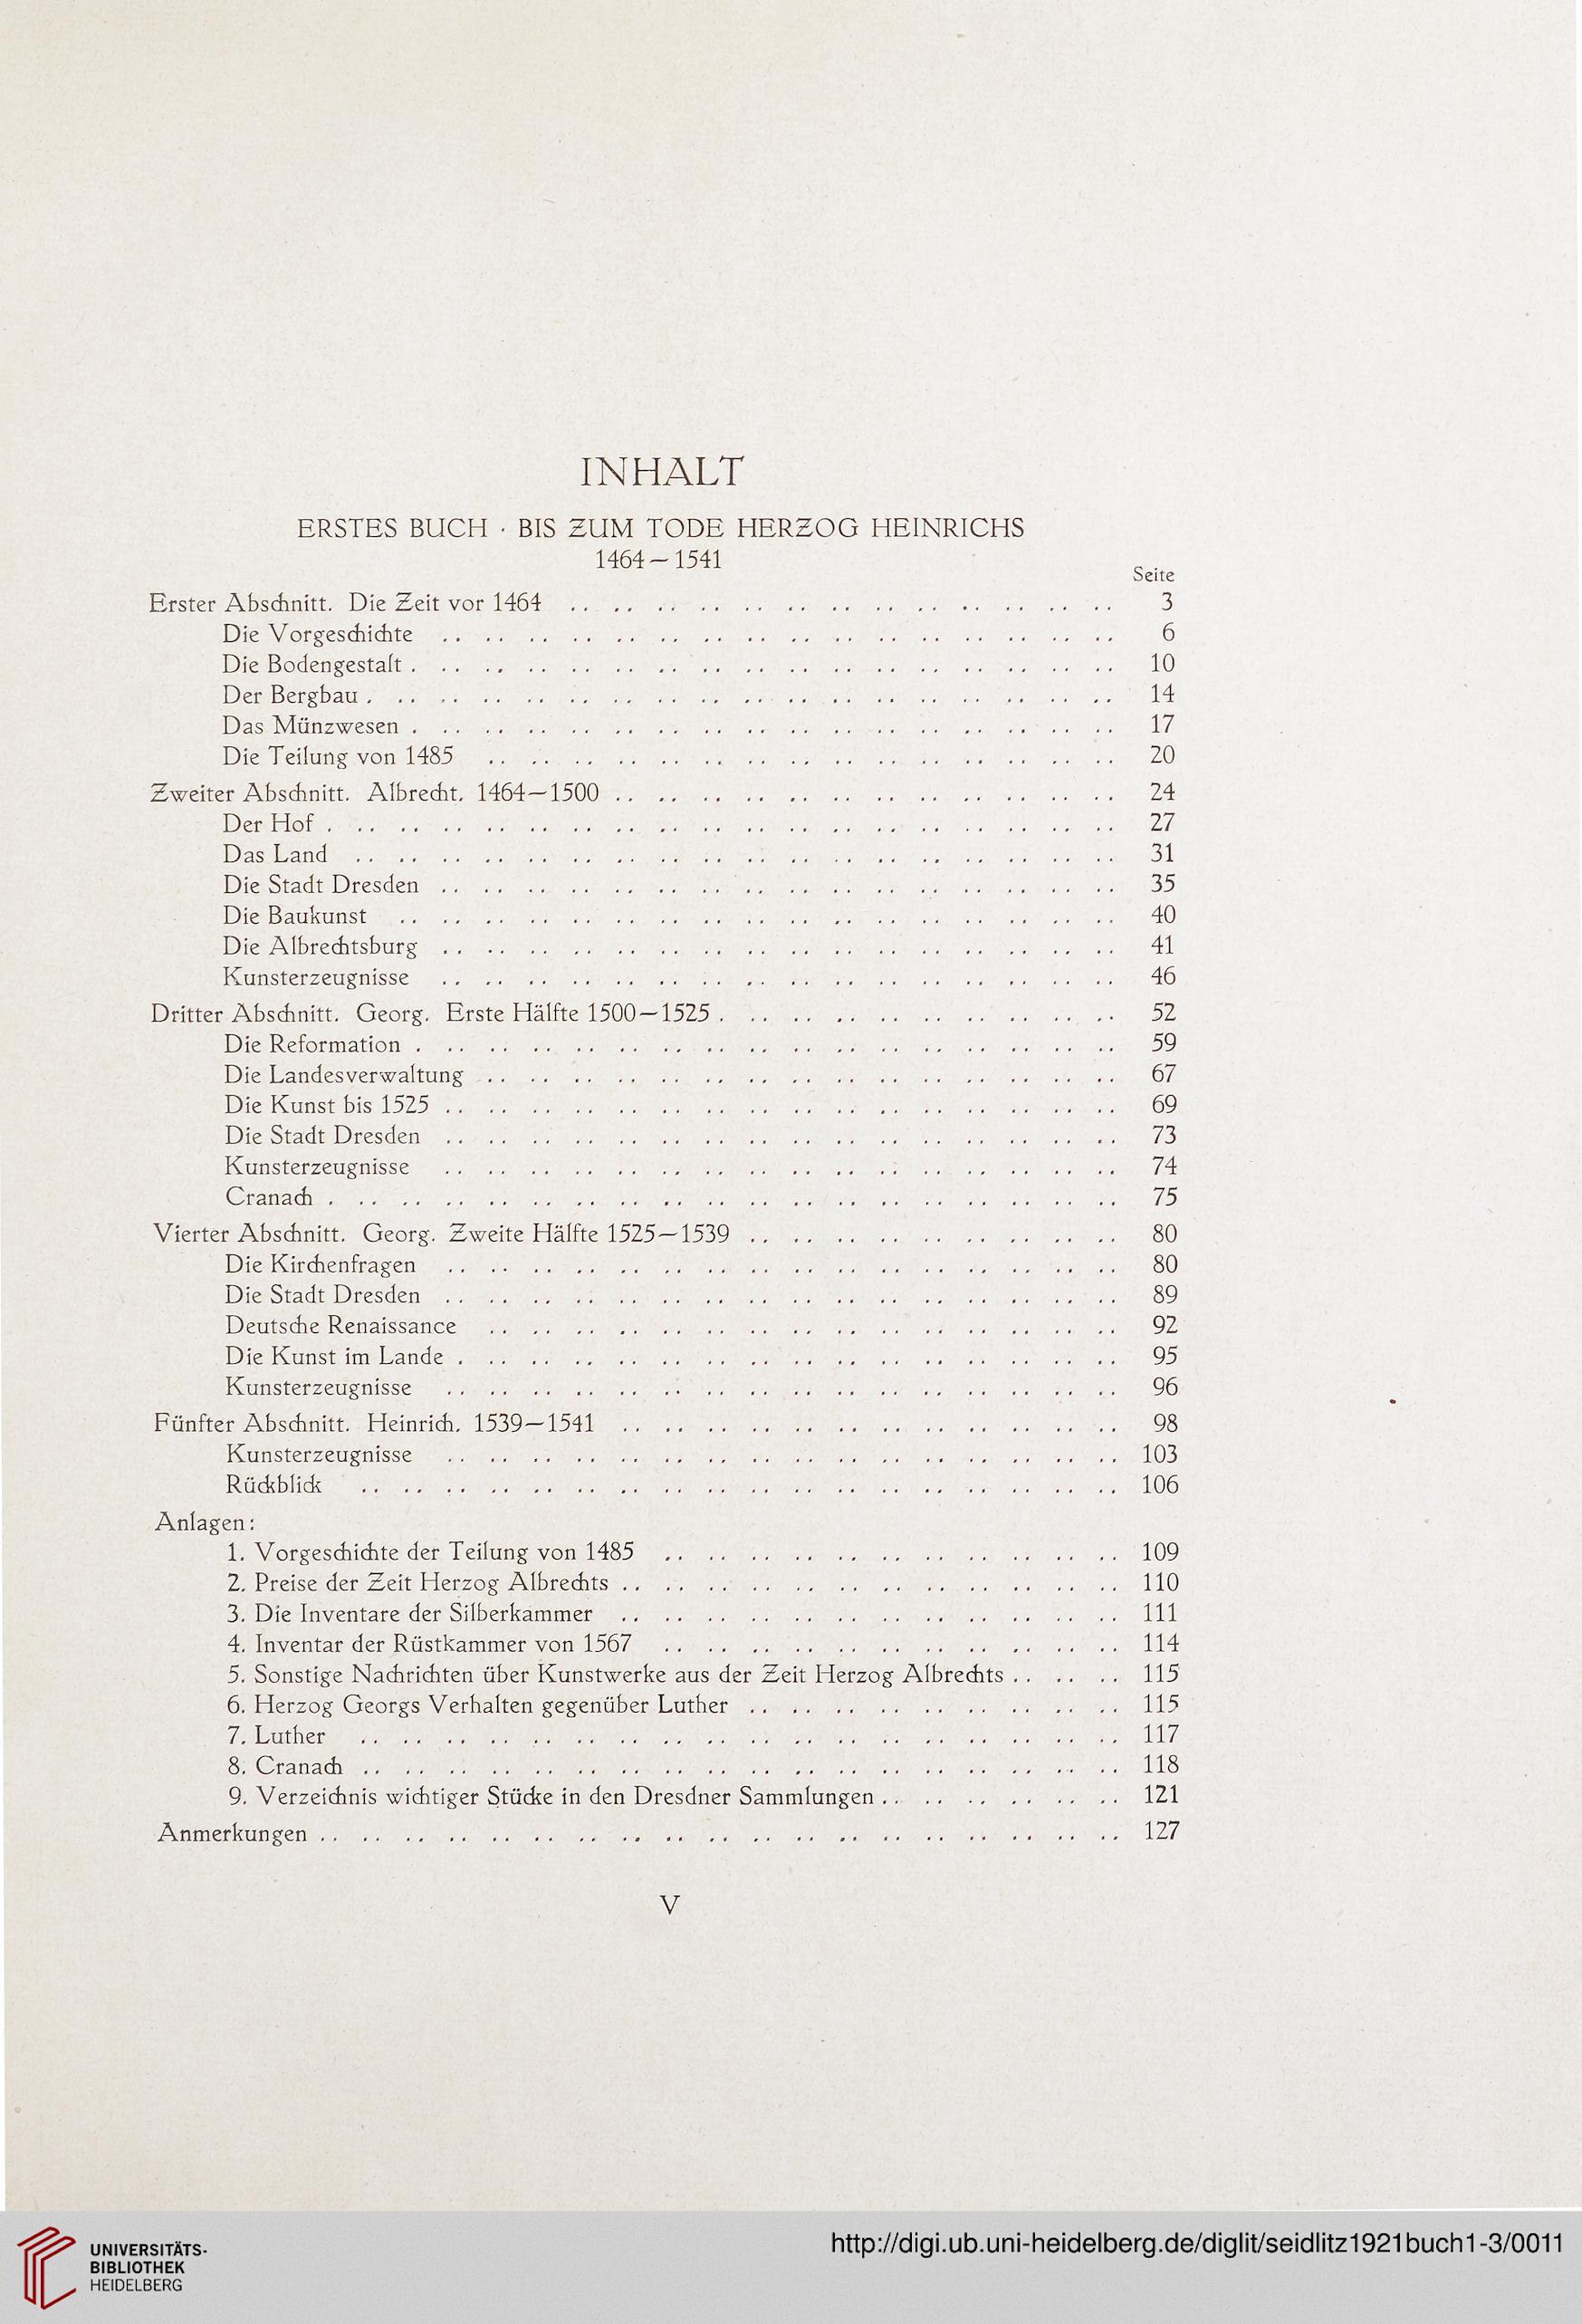 INHALT
ERSTES BUCH · BIS ZUM TODE HERZOG HEINRICHS
1464—1541
Seite
Erster Abschnitt. Die Zeit vor 1464 .. .. .. .. .. .. .. .. .. .. .. .. .. 3
Die Vorgeschichte .. .. .. .. .. .. .. .. .. .. .. .. .. .. .. .. 6
Die Bodengestalt . .. .. .. .. .. .. .. .. .. .. .. .. .. .. .. .. 10
Der Bergbau . .. .. .. .. .. .. .. .. .. .. .. .. .. .. .. .. .. 14
Das Münzwesen . .. .. .. .. .. .. .. .. .. .. .. .. .. .. .. .. 17
Die Teilung von 1485 .. .. .. .. .. .. .. .. .. .. .. .. .. .. .. 20
Zweiter Abschnitt. Albrecht. 1464—1500 .. .. .. .. .. .. .. .. .. .. .. .. 24
Der Hof . .. .. .. .. .. .. .. .. .. .. .. .. .. .. .. .. .. .. 27
Das Land .. .. .. .. .. .. .. .. .. .. .. .. .. .. .. .. .. .. 31
Die Stadt Dresden .. .. .. .. .. .. .. .. .. .. .. .. .. .. .. .. 35
Die Baukunst .. .. .. .. .. .. .. .. .. .. .. .. .. .. .. .. .. 40
Die Albrechtsburg .. .. .. .. .. .. .. .. .. .. .. .. .. .. .. .. 41
Kunsterzeugnisse .. .. .. .. .. .. .. .. .. .. .. .. .. .. .. .. 46
Dritter Abschnitt. Georg. Erste Hälfte 1500—1525 . .. .. .. .. .. .. .. .. .. 52
Die Reformation . .. .. .. .. .. .. .. .. .. .. .. .. .. .. .. .. 59
Die Landesverwaltung .. .. .. .. .. .. .. .. .. .. .. .. .. .. .. 67
Die Kunst bis 1525 .. .. .. .. .. .. .. .. .. .. .. .. .. .. .. .. 69
Die Stadt Dresden .. .. .. .. .. .. .. .. .. .. .. .. .. .. .. .. 73
Kunsterzeugnisse .. .. .. .. .. .. .. .. .. .. .. .. .. .. .. .. 74
Cranach . .. .. .. .. .. .. .. .. .. .. .. .. .. .. .. .. .. .. 75
Vierter Abschnitt. Georg. Zweite Hälfte 1525—1539 .. .. .. .. .. .. .. .. .. 80
Die Kirchenfragen .. .. .. .. .. .. .. .. .. .. .. .. .. .. .. .. 80
Die Stadt Dresden .. .. .. .. .. .. .. .. .. .. .. .. .. .. .. .. 89
Deutsche Renaissance .. .. .. .. .. .. .. .. .. .. .. .. .. .. .. 92
Die Kunst im Lande . .. .. .. .. .. .. .. .. .. .. .. .. .. .. .. 95
Kunsterzeugnisse .. .. .. .. .. .. .. .. .. .. .. .. .. .. .. .. 96
Fünfter Abschnitt. Heinrich. 1539—1541 .. .. .. .. .. .. .. .. .. .. .. .. 98
Kunsterzeugnisse .. .. .. .. .. .. .. .. .. .. .. .. .. .. .. .. 103
Rückblick .. .. .. .. .. .. .. .. .. .. .. .. .. .. .. .. .. .. 106
Anlagen:
1. Vorgeschichte der Teilung von 1485 .. .. .. .. .. .. .. .. .. .. .. 109
2. Preise der Zeit Herzog Albrechts .. .. .. .. .. .. .. .. .. .. .. .. 110
3. Die Inventare der Silberkammer .. .. .. .. .. .. .. .. .. .. .. .. 111
4. Inventar der Rüstkammer von 1567 .. .. .. .. .. .. .. .. .. .. .. 114
5. Sonstige Nachrichten über Kunstwerke aus der Zeit Herzog Albrechts .. .. .. 115
6. Herzog Georgs Verhalten gegenüber Luther .. .. .. .. .. .. .. .. .. 115
7. Luther .. .. .. .. .. .. .. .. .. .. .. .. .. .. .. .. .. .. 117
8. Cranach .. .. .. .. .. .. .. .. .. .. .. .. .. .. .. .. .. .. 118
9. Verzeichnis wichtiger Stücke in den Dresdner Sammlungen .. .. .. .. .. .. 121
Anmerkungen .. .. .. .. .. .. .. .. .. .. .. .. .. .. .. .. .. .. .. 127
V
UNIVERSITÄTS-
BIBLIOTHEK
HEIDELBERG
http://digi.ub.uni-heidelberg.de/diglit/seidlitz1921buch1-3/0011